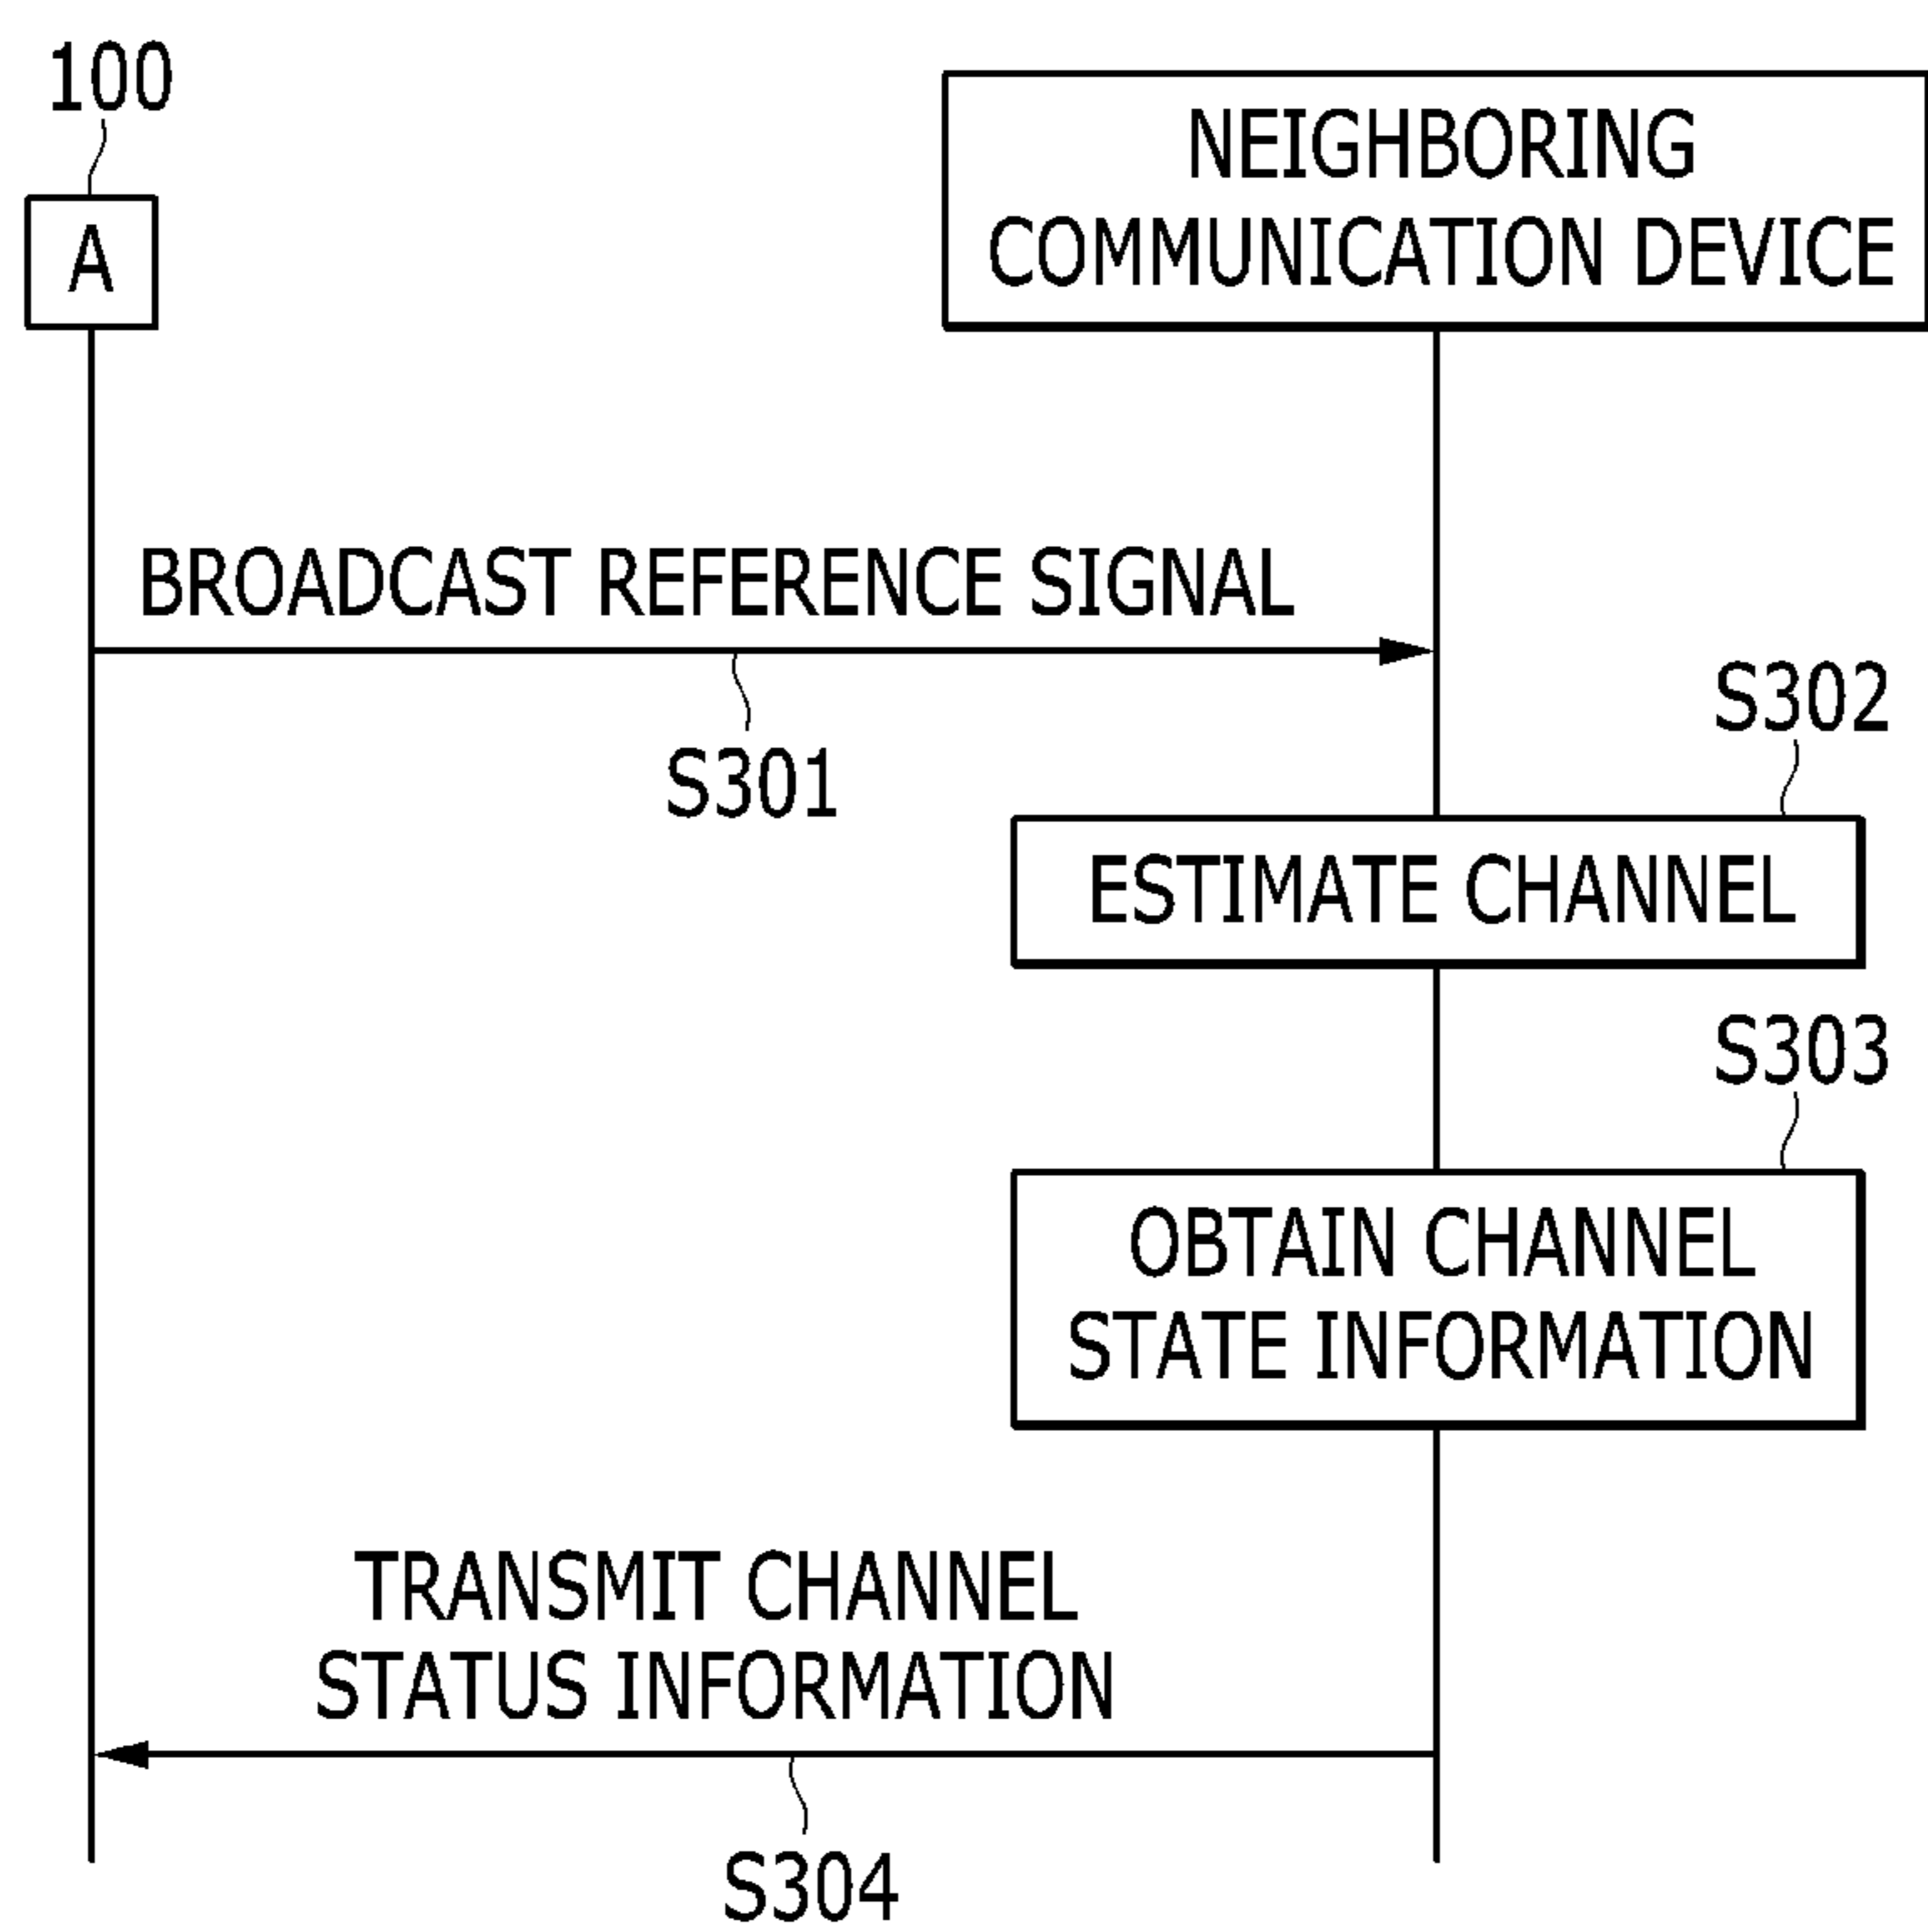 100
A
NEIGHBORING
COMMUNICATION DEVICE
BROADCAST REFERENCE SIGNAL
S301
S302
ESTIMATE CHANNEL
S303
OBTAIN CHANNEL
STATE INFORMATION
TRANSMIT CHANNEL
STATUS INFORMATION
S304